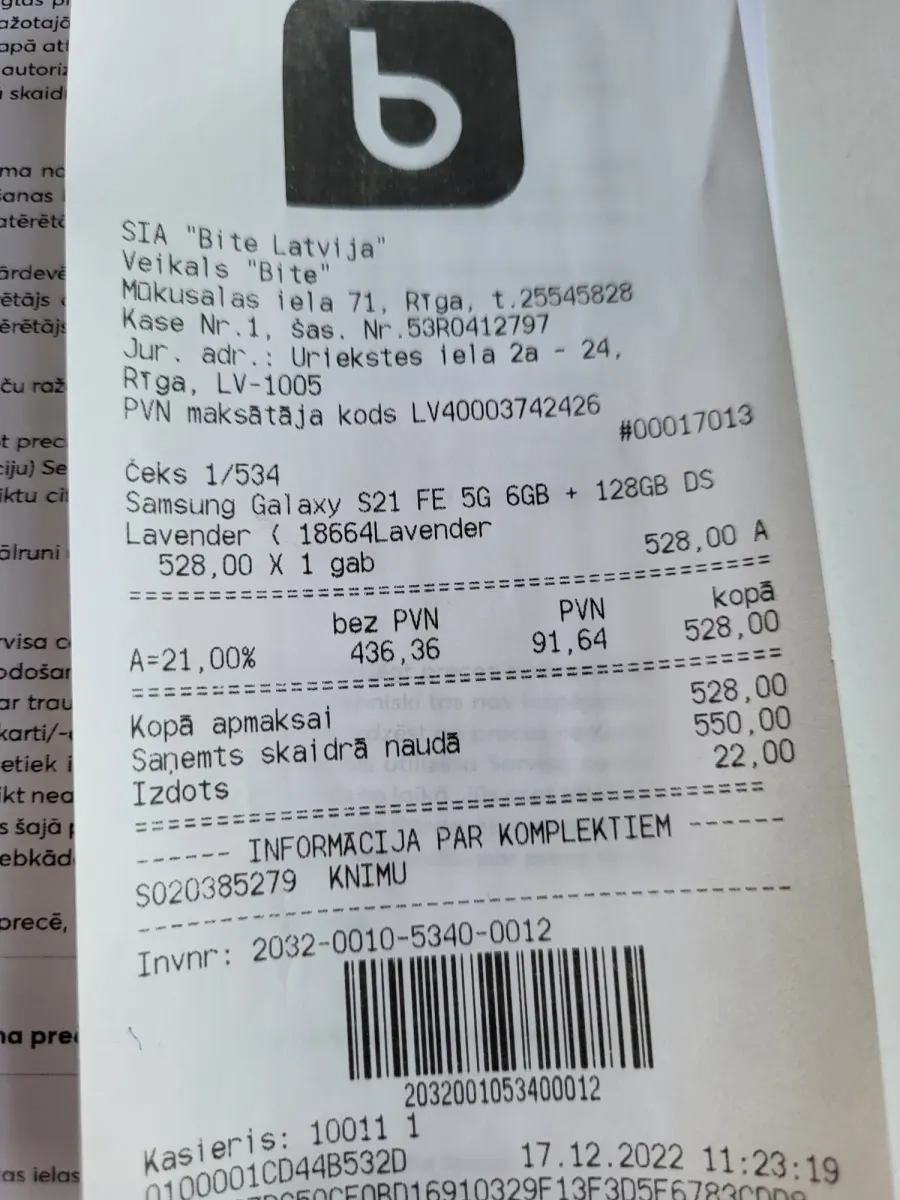 b
SIA "Bite Latvija"
Veikals "Bite"
Mūkusalas iela 71, Rīga, t.25545828
Kase Nr.1, šas. Nr.53R0412797
Jur. adr.: Uriekstes iela 2a - 24,
Rīga, LV-1005
PVN maksātāja kods LV40003742426
#00017013
Čeks 1/534
Samsung Galaxy S21 FE 5G 6GB + 128GB DS
Lavender ( 18664Lavender
528,00 X 1 gab 528,00 A
bez PVN PVN kopā
A=21,00% 436,36 91,64 528,00
Kopā apmaksai 528,00
Saņemts skaidrā naudā 550,00
Izdots 22,00
------ INFORMĀCIJA PAR KOMPLEKTIEM ------
S020385279 KNIMU
Invnr: 2032-0010-5340-0012
2032001053400012
Kasieris: 10011 1
0100001CD44B532D 17.12.2022 11:23:19